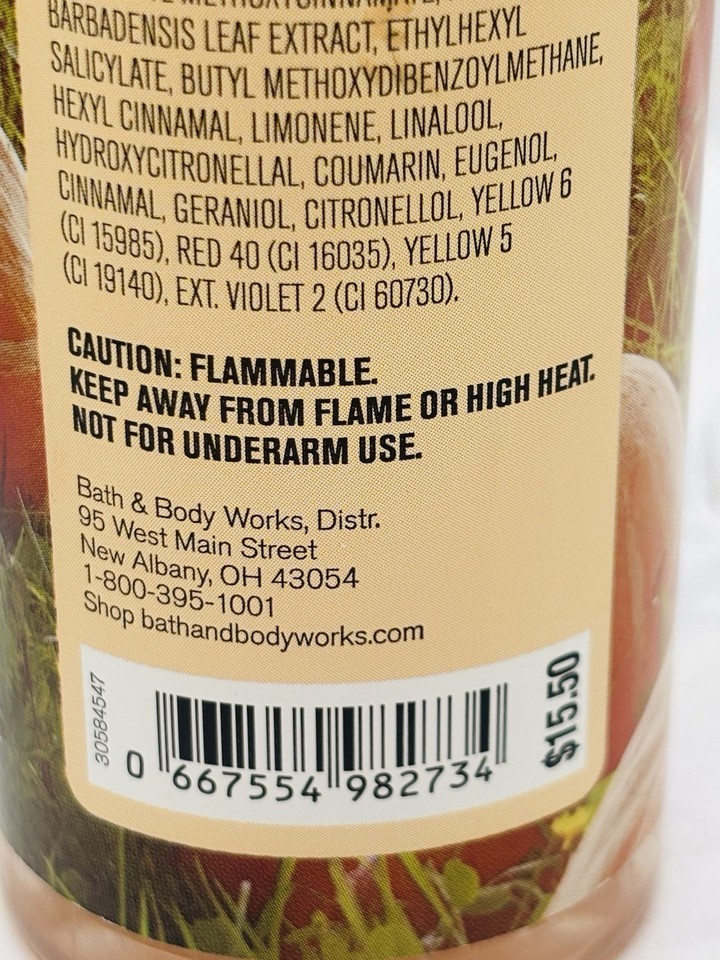 METHOXYCINNAMATE,
BARBADENSIS LEAF EXTRACT, ETHYLHEXYL
SALICYLATE, BUTYL METHOXYDIBENZOYLMETHANE,
HEXYL CINNAMAL, LIMONENE, LINALOOL,
HYDROXYCITRONELLAL, COUMARIN, EUGENOL,
CINNAMAL, GERANIOL, CITRONELLOL, YELLOW 6
(CI 15985), RED 40 (CI 16035), YELLOW 5
(CI 19140), EXT. VIOLET 2 (CI 60730).
CAUTION: FLAMMABLE.
KEEP AWAY FROM FLAME OR HIGH HEAT.
NOT FOR UNDERARM USE.
Bath & Body Works, Distr.
95 West Main Street
New Albany, OH 43054
1-800-395-1001
Shop bathandbodyworks.com
30584547
0 667554 982734
$15.50